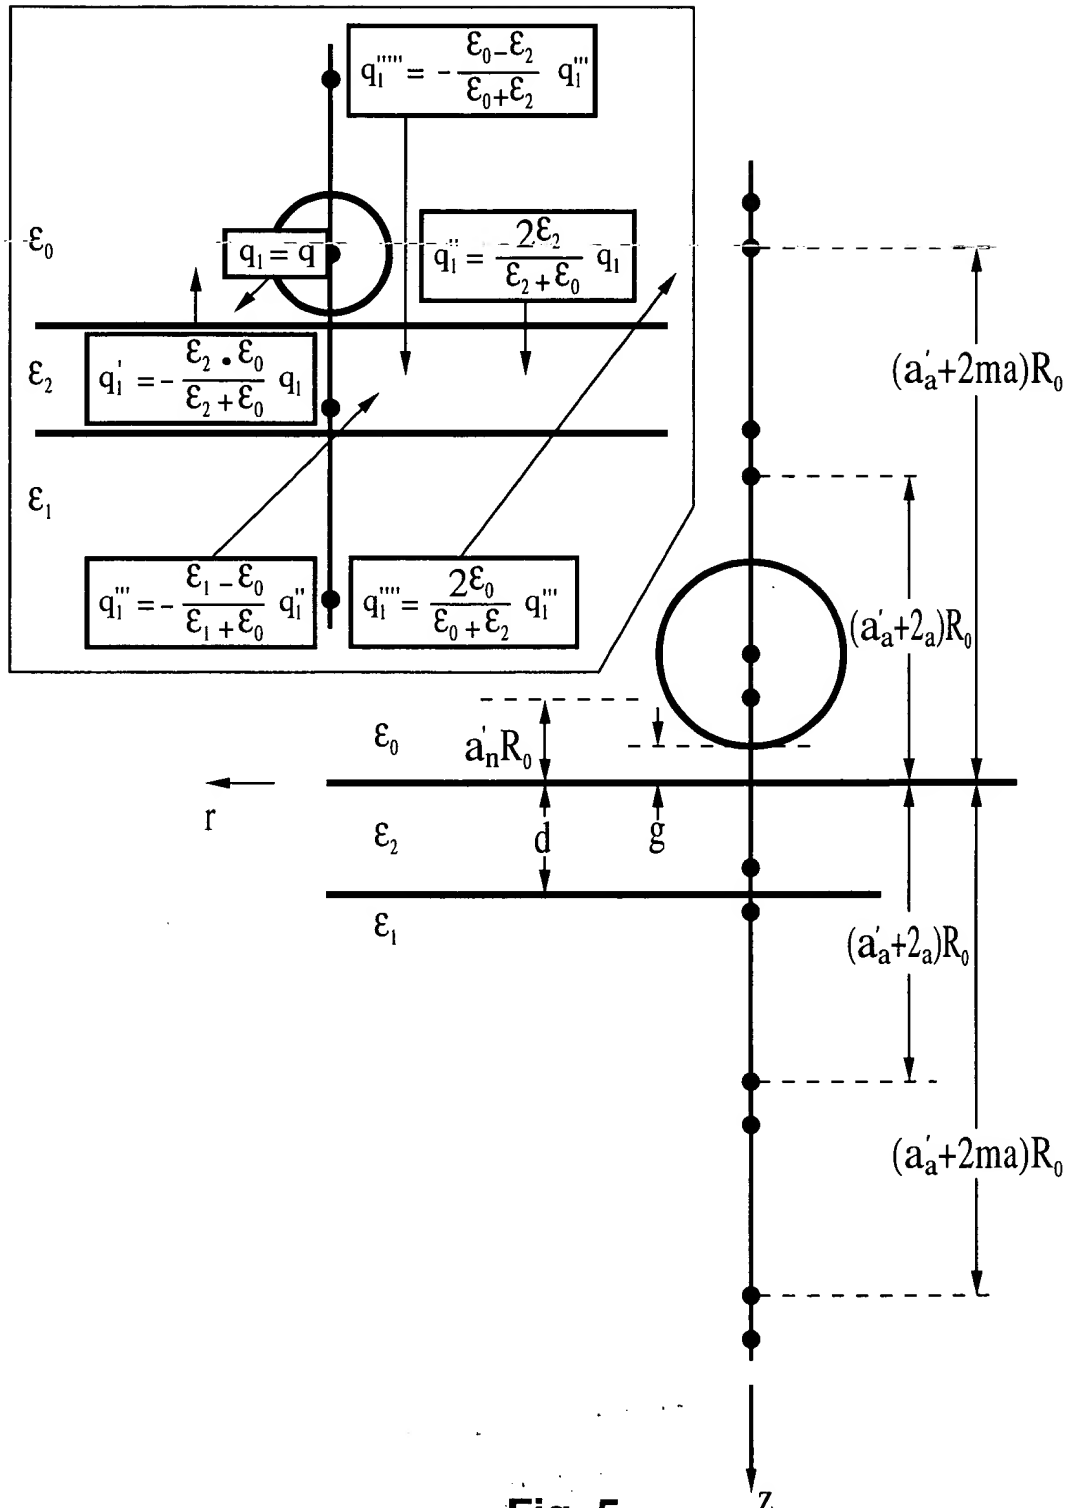 q₁''''' = - (ε₀–ε₂)/(ε₀+ε₂) q₁'''
ε₀
q₁ = q
q₁'' = 2ε₂/(ε₂+ε₀) q₁
ε₂
q₁' = - (ε₂ • ε₀)/(ε₂+ε₀) q₁
ε₁
q₁''' = - (ε₁–ε₀)/(ε₁+ε₀) q₁''
q₁'''' = 2ε₀/(ε₀+ε₂) q₁'''
(a'ₐ+2ma)R₀
(a'ₐ+2ₐ)R₀
ε₀
a'ₙR₀
r
ε₂
d
g
ε₁
(a'ₐ+2ₐ)R₀
(a'ₐ+2ma)R₀
z
Fig. 5